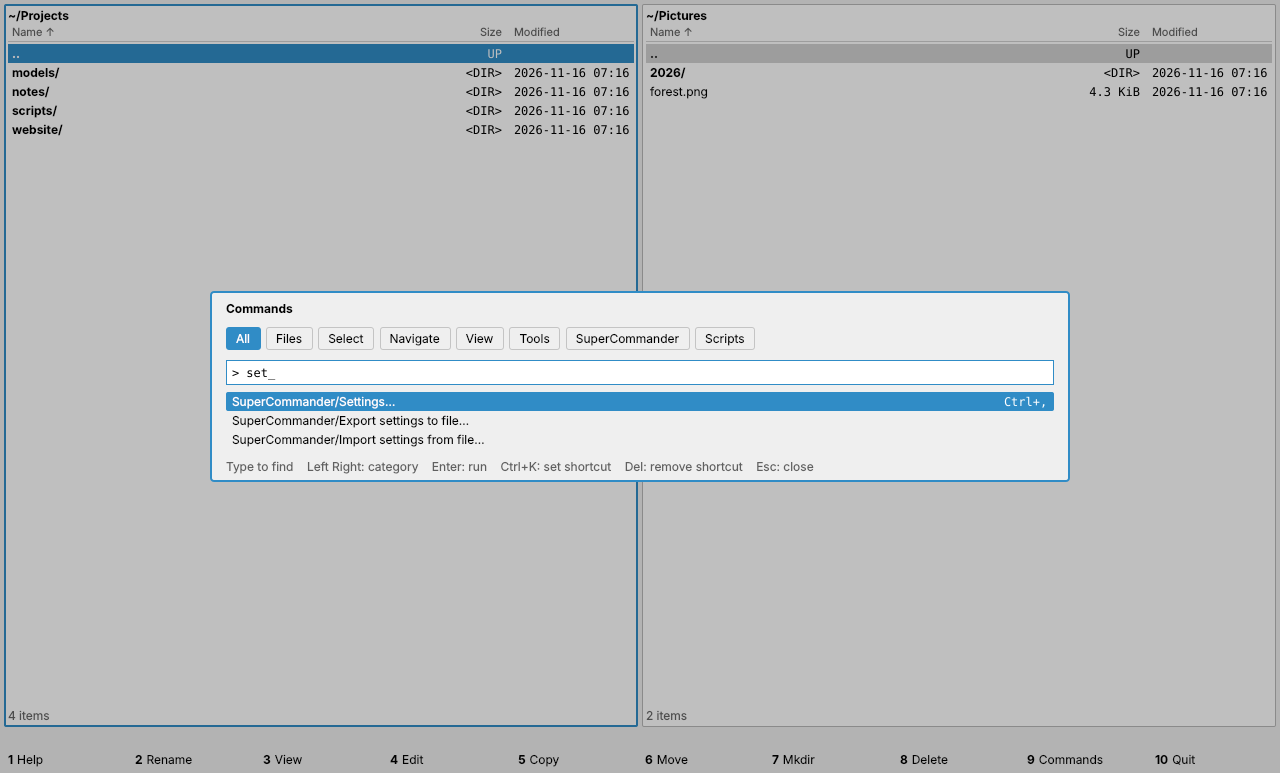 ~/Projects
Name ↑ Size Modified
.. UP
models/ <DIR> 2026-11-16 07:16
notes/ <DIR> 2026-11-16 07:16
scripts/ <DIR> 2026-11-16 07:16
website/ <DIR> 2026-11-16 07:16
4 items
~/Pictures
Name ↑ Size Modified
.. UP
2026/ <DIR> 2026-11-16 07:16
forest.png 4.3 KiB 2026-11-16 07:16
2 items
Commands
All Files Select Navigate View Tools SuperCommander Scripts
> set_
SuperCommander/Settings... Ctrl+,
SuperCommander/Export settings to file...
SuperCommander/Import settings from file...
Type to find Left Right: category Enter: run Ctrl+K: set shortcut Del: remove shortcut Esc: close
1 Help 2 Rename 3 View 4 Edit 5 Copy 6 Move 7 Mkdir 8 Delete 9 Commands 10 Quit